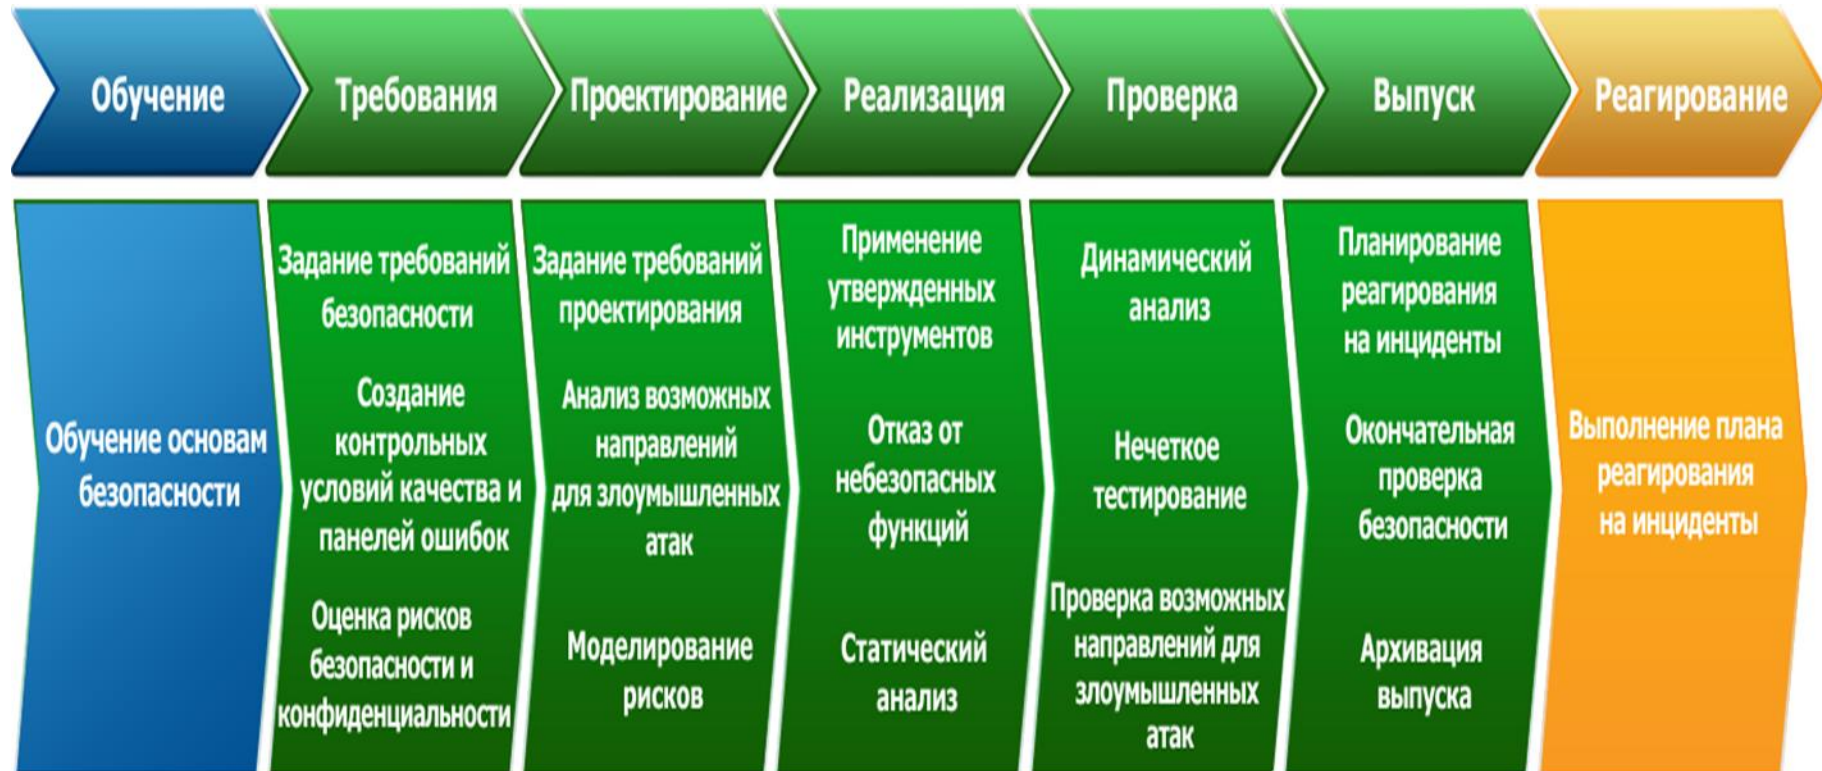 Обучение
Требования
Проектирование
Реализация
Проверка
Выпуск
Реагирование
Обучение основам
безопасности
Задание требований
безопасности
Создание
контрольных
условий качества и
панелей ошибок
Оценка рисков
безопасности и
конфиденциальности
Задание требований
проектирования
Анализ возможных
направлений
для злоумышленных
атак
Моделирование
рисков
Применение
утвержденных
инструментов
Отказ от
небезопасных
функций
Статический
анализ
Динамический
анализ
Нечеткое
тестирование
Проверка возможных
направлений для
злоумышленных
атак
Планирование
реагирования
на инциденты
Окончательная
проверка
безопасности
Архивация
выпуска
Выполнение плана
реагирования
на инциденты